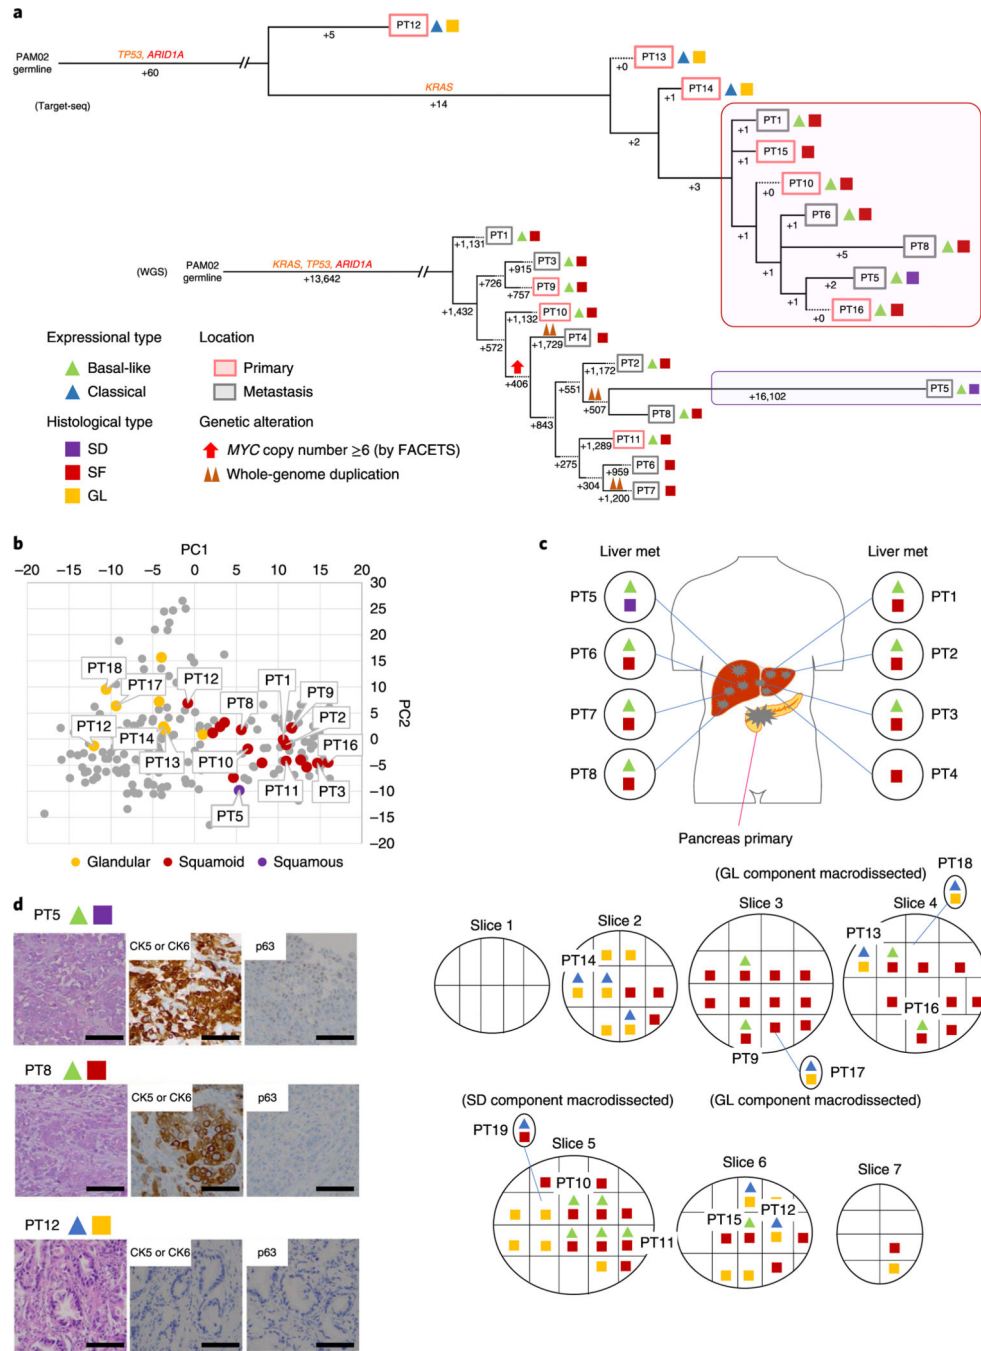 a
PT12
+5
PAM02
germline
TP53, ARID1A
+60
(Target-seq)
KRAS
+14
PT13
+0
PT14
+1
+2
+3
PT1
+1
PT15
+1
PT10
+0
+1
PT6
+1
+1
PT8
+5
PT5
+2
+1
PT16
+0
(WGS)
PAM02
germline
KRAS, TP53, ARID1A
+13,642
PT1
+1,131
PT3
+915
+726
PT9
+757
+1,432
PT10
+1,132
PT4
+1,729
+572
+406
PT2
+1,172
+551
PT5
+16,102
+507
PT8
+843
PT11
+1,289
+275
PT6
+959
+304
PT7
+1,200
Expressional type
Basal-like
Classical
Histological type
SD
SF
GL
Location
Primary
Metastasis
Genetic alteration
MYC copy number ≥6 (by FACETS)
Whole-genome duplication
b
PC1
−20 −15 −10 −5 0 5 10 15 20
30
25
20
15
10
5
0
−5
−10
−15
−20
PC2
PT18
PT17
PT12
PT12
PT14
PT13
PT8
PT10
PT1
PT9
PT2
PT16
PT11
PT3
PT5
Glandular
Squamoid
Squamous
c
Liver met
Liver met
PT5
PT6
PT7
PT8
PT1
PT2
PT3
PT4
Pancreas primary
(GL component macrodissected)
PT18
Slice 1
Slice 2
PT14
Slice 3
PT9
PT17
(GL component macrodissected)
Slice 4
PT13
PT16
(SD component macrodissected)
PT19
Slice 5
PT10
PT11
Slice 6
PT15
PT12
Slice 7
d
PT5
CK5 or CK6
p63
PT8
CK5 or CK6
p63
PT12
CK5 or CK6
p63